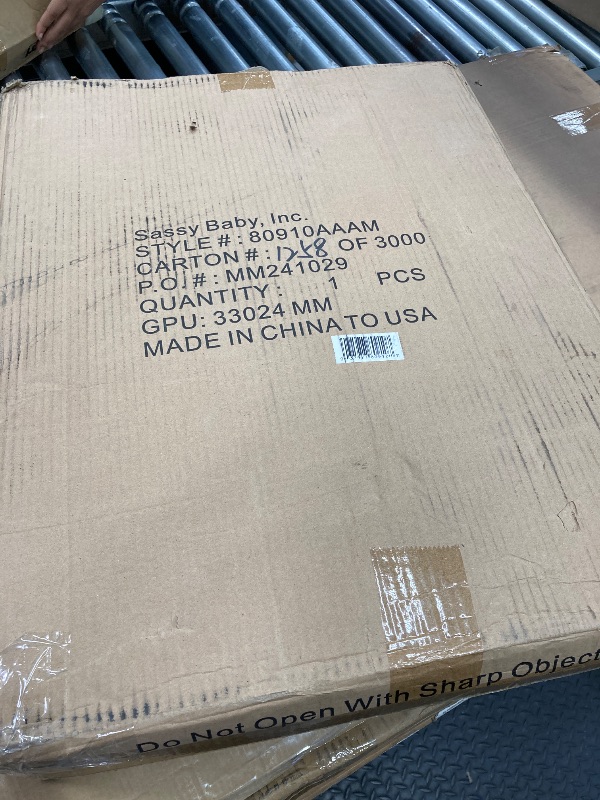 Sassy Baby, Inc.
STYLE # : 80910AAAM
CARTON # : 1258 OF 3000
P.O. # : MM241029
QUANTITY : 1 PCS
GPU: 33024 MM
MADE IN CHINA TO USA
Do Not Open With Sharp Object